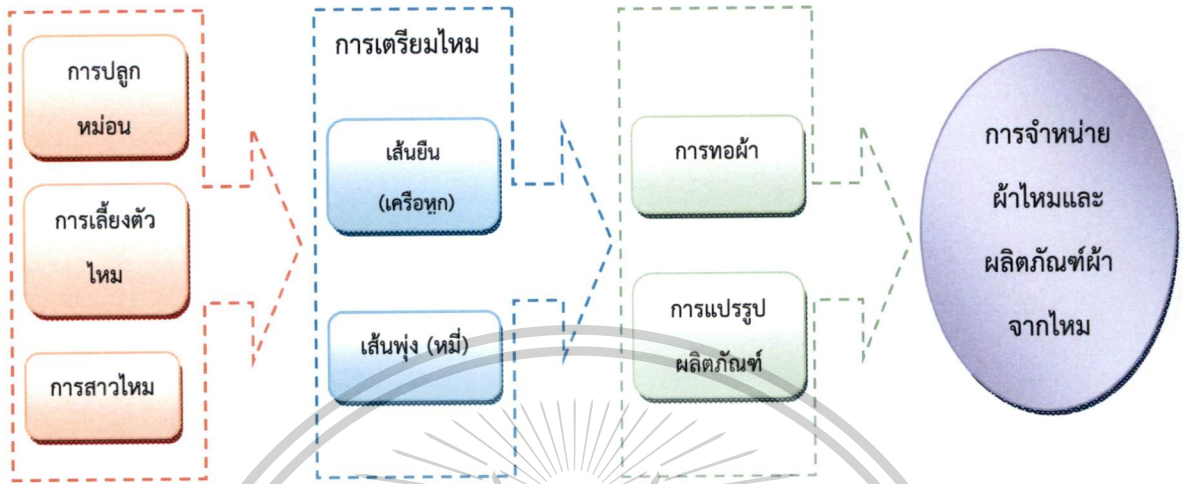 การปลูก
หม่อน
การเลี้ยงตัว
ไหม
การสาวไหม
การเตรียมไหม
เส้นยืน
(เครือหูก)
เส้นพุ่ง (หมี่)
การทอผ้า
การแปรรูป
ผลิตภัณฑ์
การจำหน่าย
ผ้าไหมและ
ผลิตภัณฑ์ผ้า
จากไหม